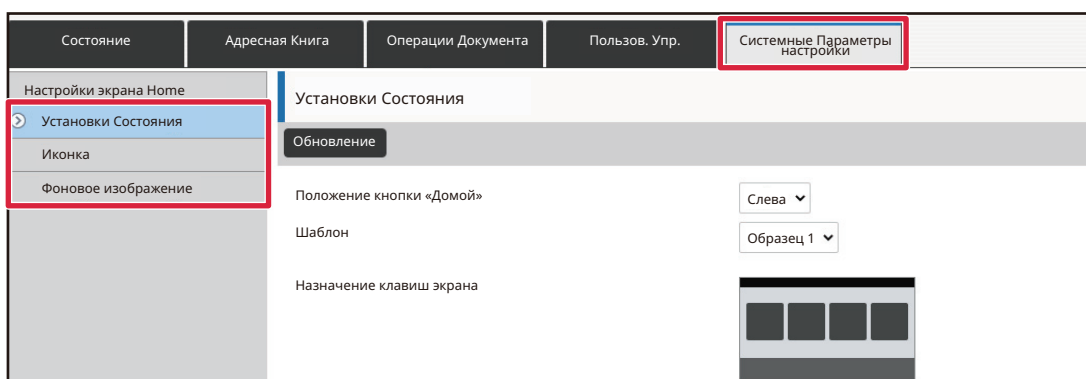 Состояние
Адресная Книга
Операции Документа
Пользов. Упр.
Системные Параметры
настройки
Настройки экрана Home
Установки Состояния
Иконка
Фоновое изображение
Установки Состояния
Обновление
Положение кнопки «Домой»
Слева
Шаблон
Образец 1
Назначение клавиш экрана